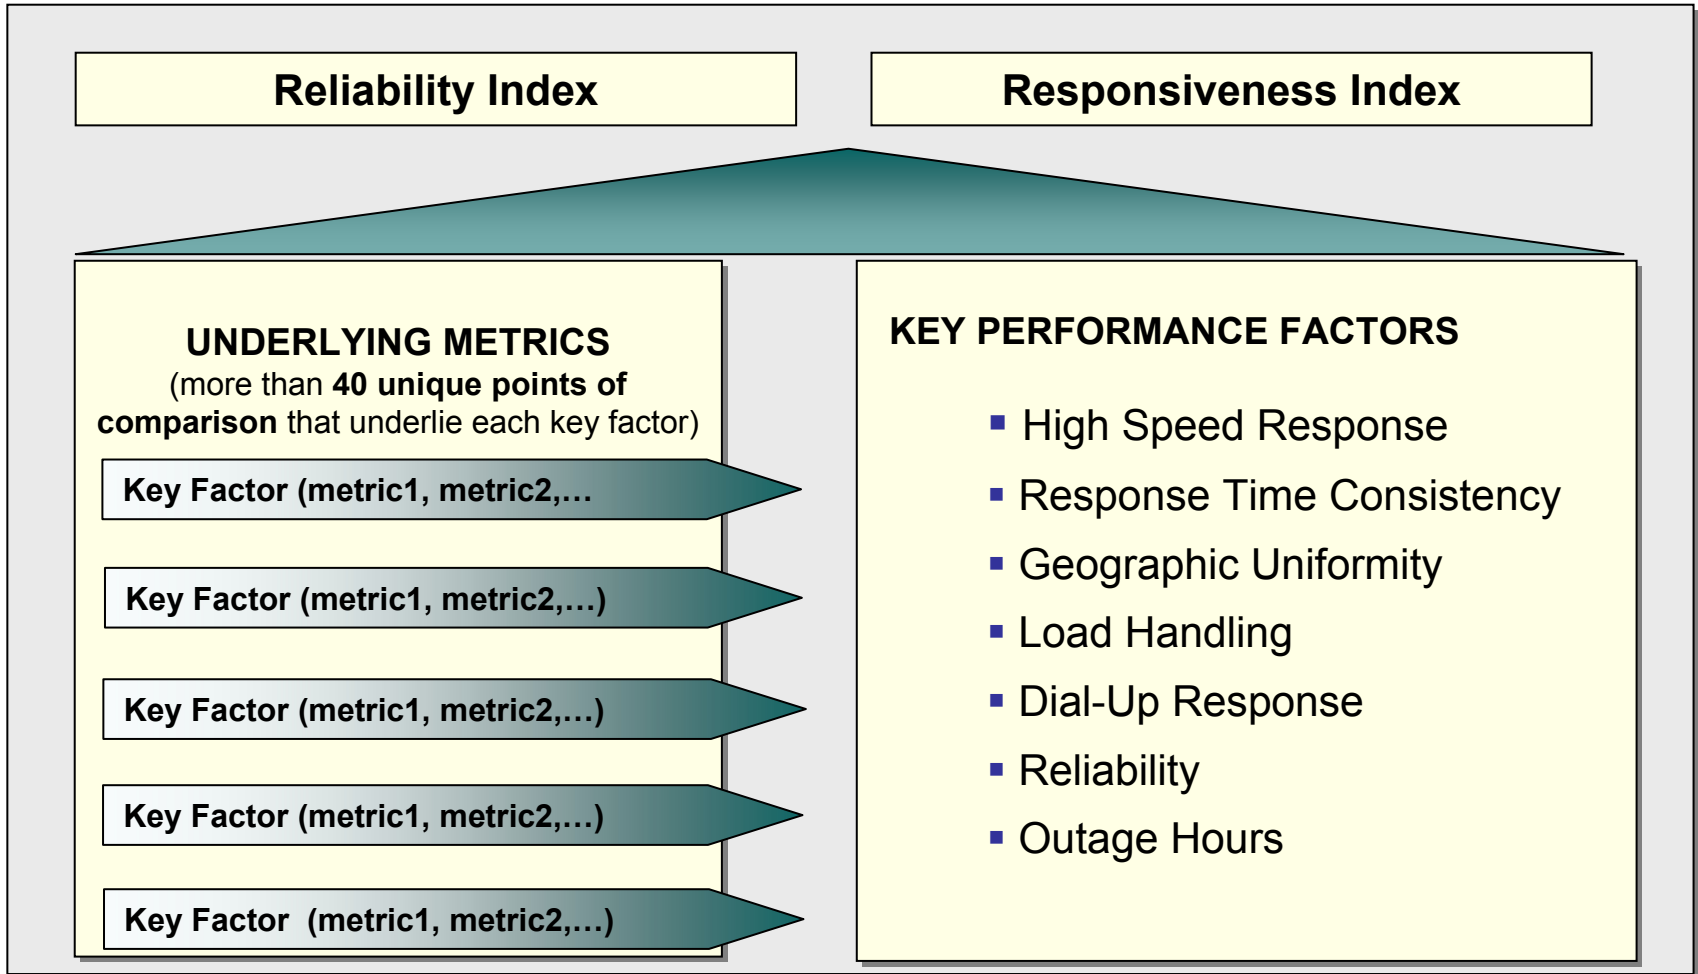 Reliability Index
Responsiveness Index
UNDERLYING METRICS
(more than 40 unique points of
comparison that underlie each key factor)
Key Factor (metric1, metric2,…
Key Factor (metric1, metric2,…)
Key Factor (metric1, metric2,…)
Key Factor (metric1, metric2,…)
Key Factor (metric1, metric2,…)
KEY PERFORMANCE FACTORS
▪ High Speed Response
▪ Response Time Consistency
▪ Geographic Uniformity
▪ Load Handling
▪ Dial-Up Response
▪ Reliability
▪ Outage Hours